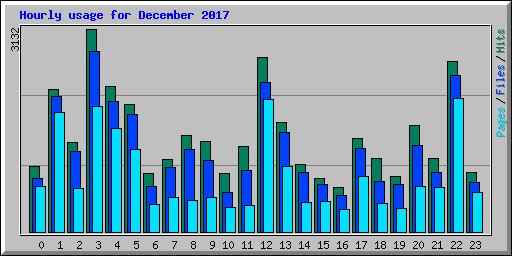 Hourly usage for December 2017
3132
Pages / Files / Hits
0 1 2 3 4 5 6 7 8 9 10 11 12 13 14 15 16 17 18 19 20 21 22 23